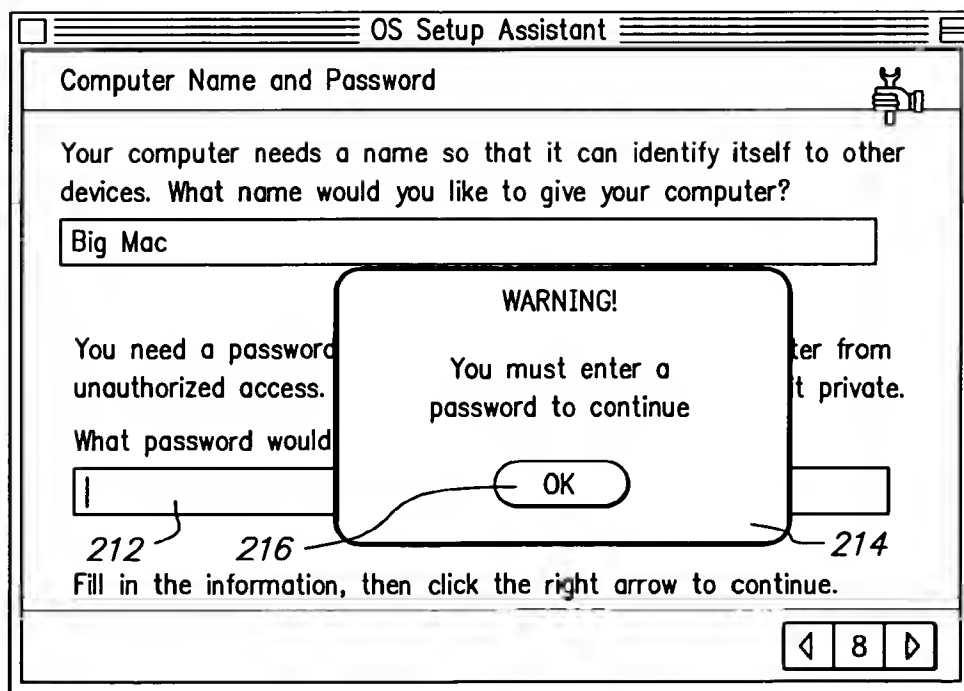 OS Setup Assistant
Computer Name and Password
Your computer needs a name so that it can identify itself to other
devices. What name would you like to give your computer?
Big Mac
WARNING!
You must enter a
password to continue
OK
You need a password ter from
unauthorized access. it private.
What password would
212 216 214
Fill in the information, then click the right arrow to continue.
8